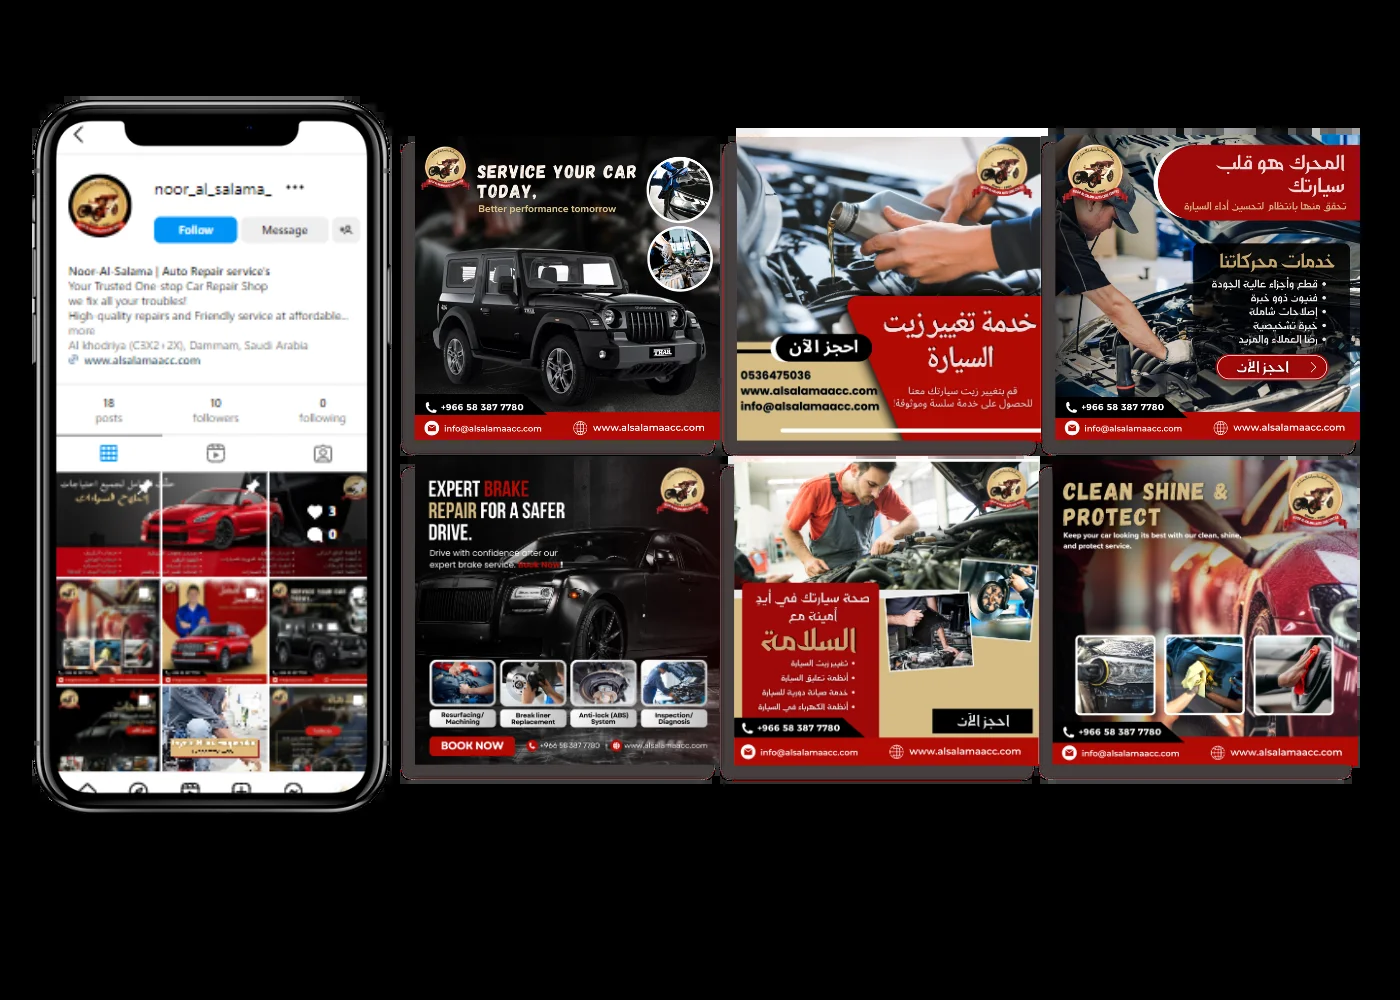 noor_al_salama_
Follow
Message
Noor-Al-Salama | Auto Repair service's
Your Trusted One-stop Car Repair Shop
we fix all your troubles!
High-quality repairs and Friendly service at affordable...
more
Al khodriya (C3X2+2X), Dammam, Saudi Arabia
www.alsalamaacc.com
18
10
0
posts
followers
following
3
0
SERVICE YOUR CAR
TODAY,
Better performance tomorrow
THAR
+966 58 387 7780
info@alsalamaacc.com
www.alsalamaacc.com
خدمة تغيير زيت
السيارة
احجز الآن
0536475036
www.alsalamaacc.com
info@alsalamaacc.com
قم بتغيير زيت سيارتك معنا
للحصول على خدمة سلسة وموثوقة!
المحرك هو قلب
سيارتك
تحقق منها بانتظام لتحسين أداء السيارة
خدمات محركاتنا
• قطع وأجزاء عالية الجودة
• فنيون ذوو خبرة
• إصلاحات شاملة
• خبرة تشخيصية
• رضا العملاء والمزيد
احجز الآن
+966 58 387 7780
info@alsalamaacc.com
www.alsalamaacc.com
EXPERT BRAKE
REPAIR FOR A SAFER
DRIVE.
Drive with confidence after our
expert brake service. Book Now!
Resurfacing/
Machining
Break liner
Replacement
Anti-lock (ABS)
System
Inspection/
Diagnosis
BOOK NOW
+966 58 387 7780
www.alsalamaacc.com
صحة سيارتك في أيدٍ
أمينة مع
السلامة
• تغيير زيت السيارة
• أنظمة تعليق السيارة
• خدمة صيانة دورية للسيارة
• أنظمة الكهرباء في السيارة
احجز الآن
+966 58 387 7780
info@alsalamaacc.com
www.alsalamaacc.com
CLEAN SHINE &
PROTECT
Keep your car looking its best with our clean, shine,
and protect service.
+966 58 387 7780
info@alsalamaacc.com
www.alsalamaacc.com